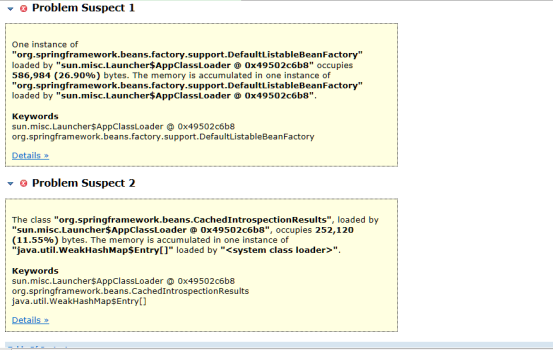 Problem Suspect 1
One instance of
"org.springframework.beans.factory.support.DefaultListableBeanFactory"
loaded by "sun.misc.Launcher$AppClassLoader @ 0x49502c6b8" occupies
586,984 (26.90%) bytes. The memory is accumulated in one instance of
"org.springframework.beans.factory.support.DefaultListableBeanFactory"
loaded by "sun.misc.Launcher$AppClassLoader @ 0x49502c6b8".
Keywords
sun.misc.Launcher$AppClassLoader @ 0x49502c6b8
org.springframework.beans.factory.support.DefaultListableBeanFactory
Details »
Problem Suspect 2
The class "org.springframework.beans.CachedIntrospectionResults", loaded by
"sun.misc.Launcher$AppClassLoader @ 0x49502c6b8", occupies 252,120
(11.55%) bytes. The memory is accumulated in one instance of
"java.util.WeakHashMap$Entry[]" loaded by "<system class loader>".
Keywords
sun.misc.Launcher$AppClassLoader @ 0x49502c6b8
org.springframework.beans.CachedIntrospectionResults
java.util.WeakHashMap$Entry[]
Details »